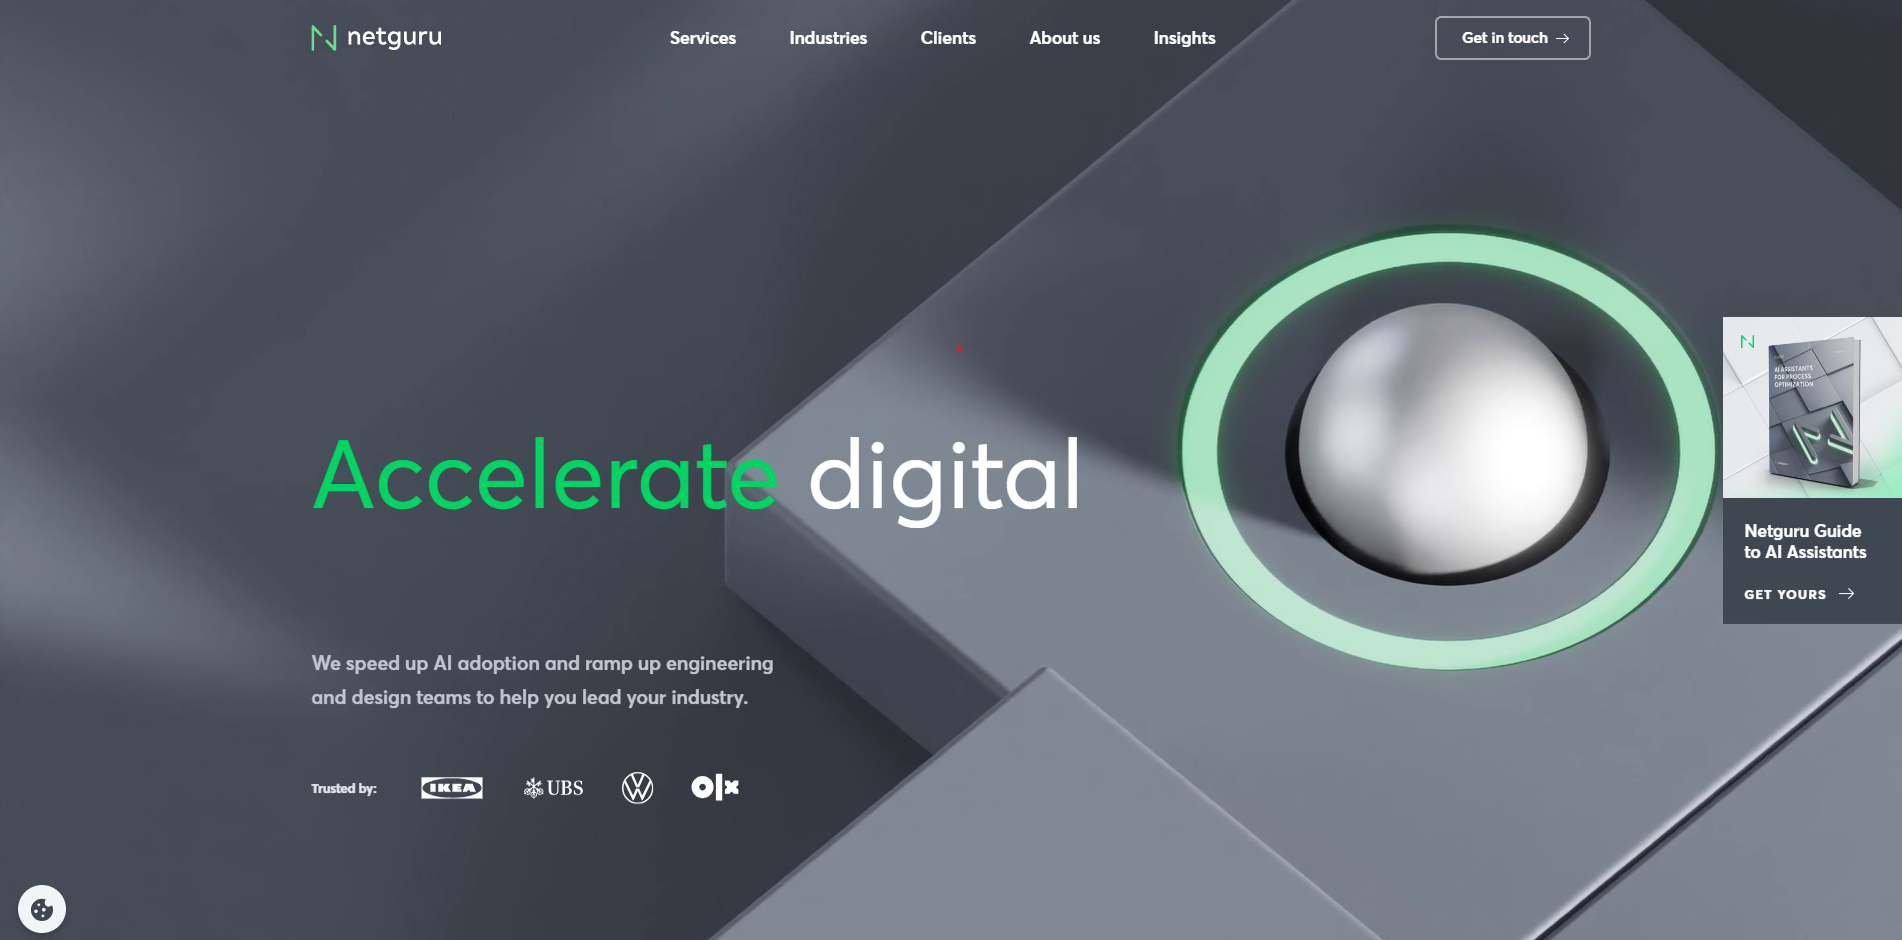 netguru
Services
Industries
Clients
About us
Insights
Get in touch
Accelerate digital
We speed up AI adoption and ramp up engineering
and design teams to help you lead your industry.
Trusted by:
IKEA
UBS
VW
olx
AI ASSISTANTS
FOR PROCESS
OPTIMIZATION
Netguru Guide
to AI Assistants
GET YOURS